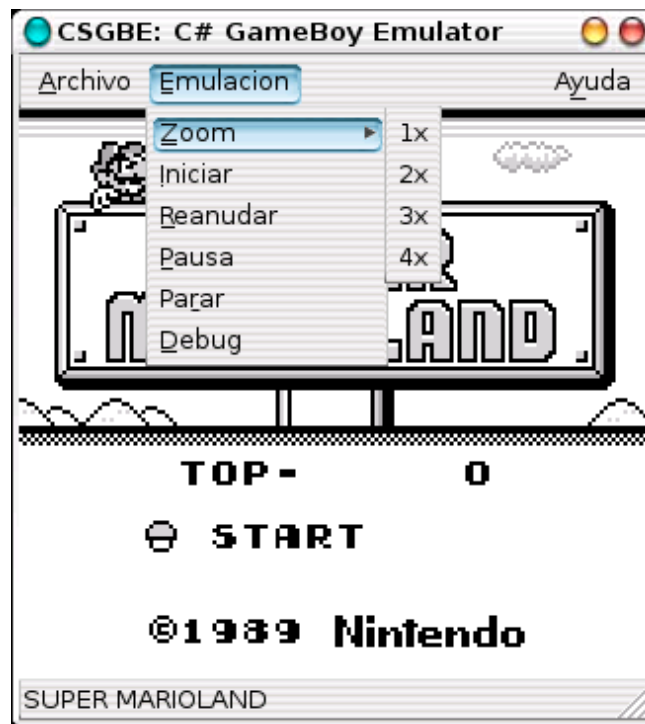 CSGBE: C# GameBoy Emulator
Archivo Emulacion Ayuda
Zoom
Iniciar
Reanudar
Pausa
Parar
Debug
1x
2x
3x
4x
TOP- 0
START
©1989 Nintendo
SUPER MARIOLAND